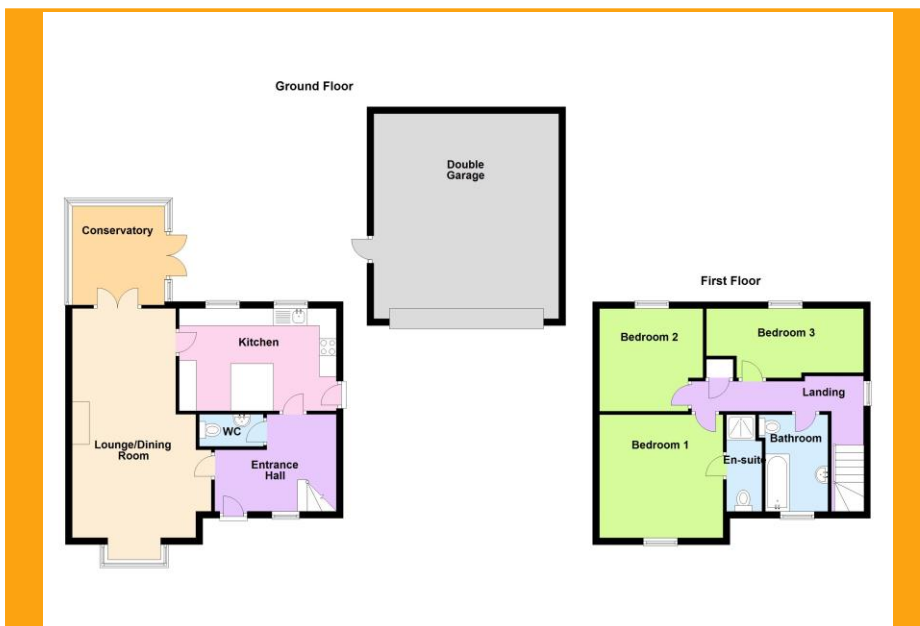 Ground Floor
Double
Garage
Conservatory
Kitchen
WC
Lounge/Dining
Room
Entrance
Hall
First Floor
Bedroom 2
Bedroom 3
Landing
Bedroom 1
Bathroom
En-suite